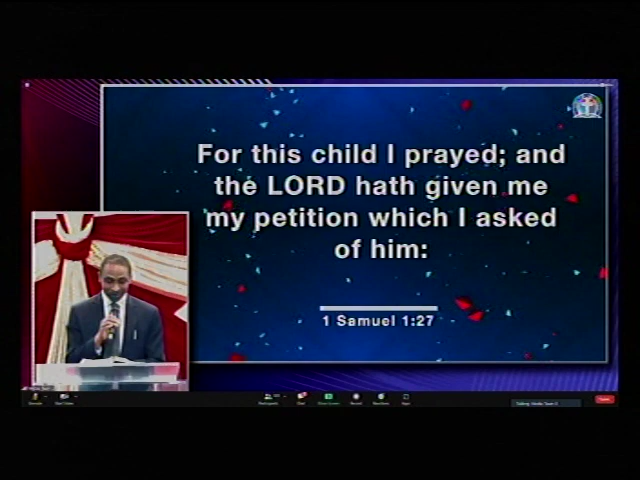 For this child I prayed; and
the LORD hath given me
my petition which I asked
of him:
1 Samuel 1:27